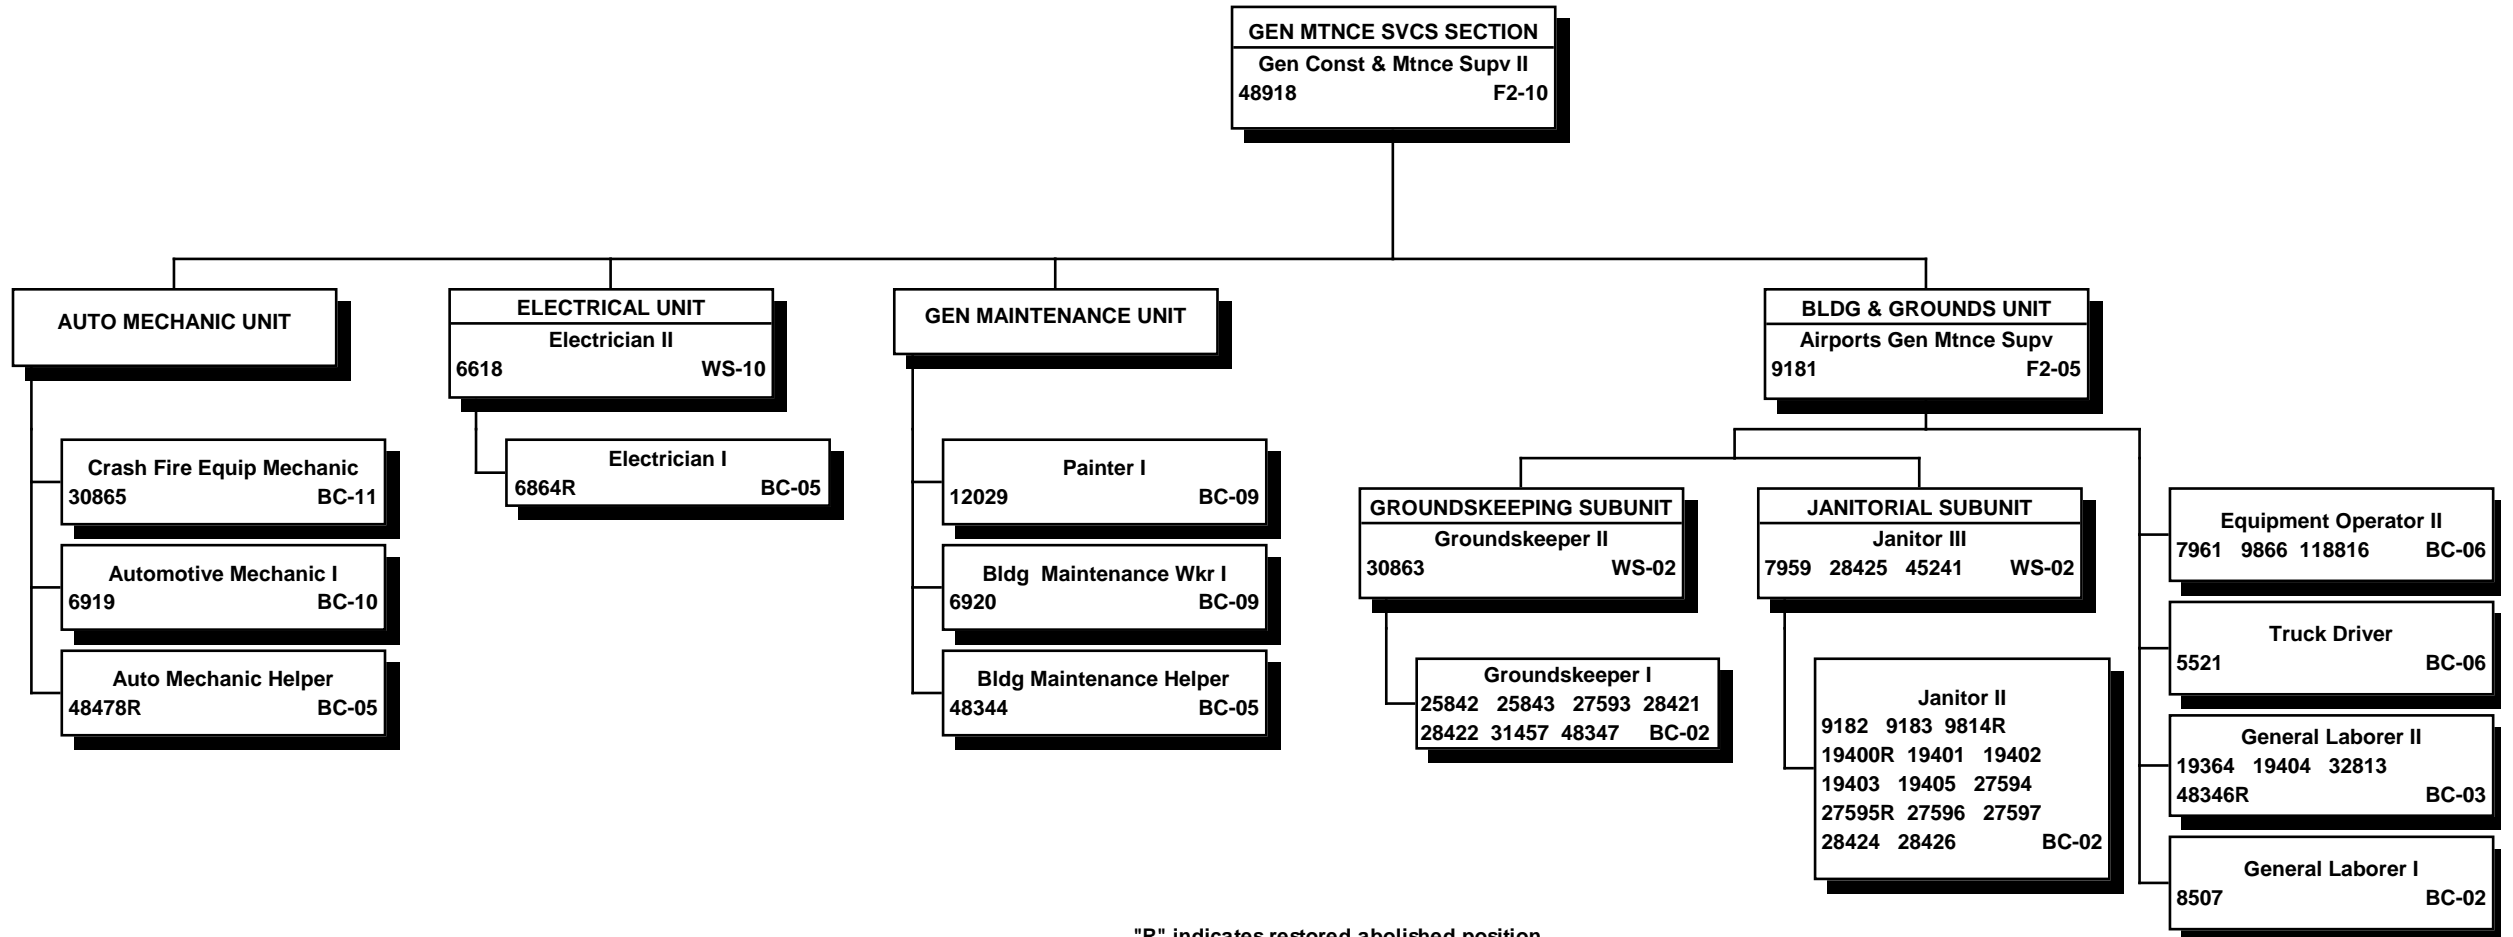 GEN MTNCE SVCS SECTION
Gen Const & Mtnce Supv II
48918 F2-10
AUTO MECHANIC UNIT
Crash Fire Equip Mechanic
30865 BC-11
Automotive Mechanic I
6919 BC-10
Auto Mechanic Helper
48478R BC-05
ELECTRICAL UNIT
Electrician II
6618 WS-10
Electrician I
6864R BC-05
GEN MAINTENANCE UNIT
Painter I
12029 BC-09
Bldg Maintenance Wkr I
6920 BC-09
Bldg Maintenance Helper
48344 BC-05
BLDG & GROUNDS UNIT
Airports Gen Mtnce Supv
9181 F2-05
GROUNDSKEEPING SUBUNIT
Groundskeeper II
30863 WS-02
Groundskeeper I
25842 25843 27593 28421
28422 31457 48347 BC-02
JANITORIAL SUBUNIT
Janitor III
7959 28425 45241 WS-02
Janitor II
9182 9183 9814R
19400R 19401 19402
19403 19405 27594
27595R 27596 27597
28424 28426 BC-02
Equipment Operator II
7961 9866 118816 BC-06
Truck Driver
5521 BC-06
General Laborer II
19364 19404 32813
48346R BC-03
General Laborer I
8507 BC-02
"R" indicates restored abolished position